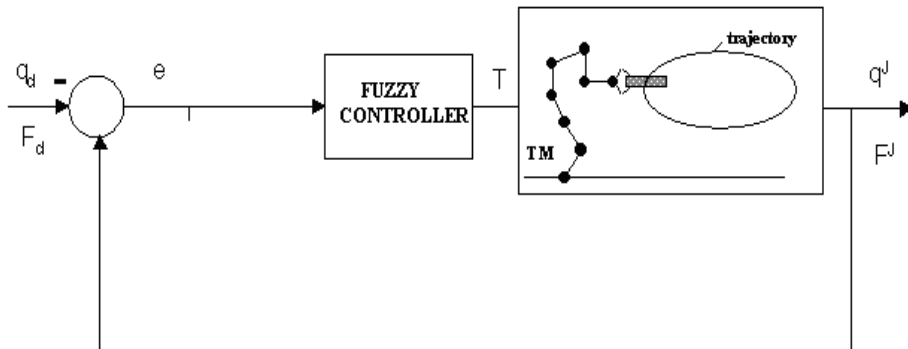 q_d
-
e
F_d
FUZZY
CONTROLLER
T
trajectory
TM
q^J
F^J